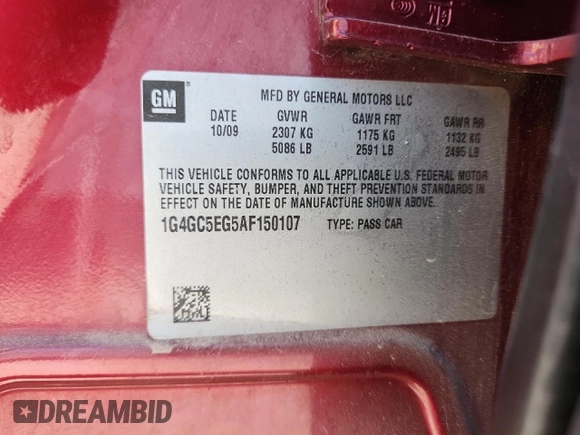 GM
MFD BY GENERAL MOTORS LLC
DATE GVWR GAWR FRT GAWR RR
10/09 2307 KG 1175 KG 1132 KG
5086 LB 2591 LB 2495 LB
THIS VEHICLE CONFORMS TO ALL APPLICABLE U.S. FEDERAL MOTOR
VEHICLE SAFETY, BUMPER, AND THEFT PREVENTION STANDARDS IN
EFFECT ON THE DATE OF MANUFACTURE SHOWN ABOVE.
1G4GC5EG5AF150107 TYPE: PASS CAR
DREAMBID